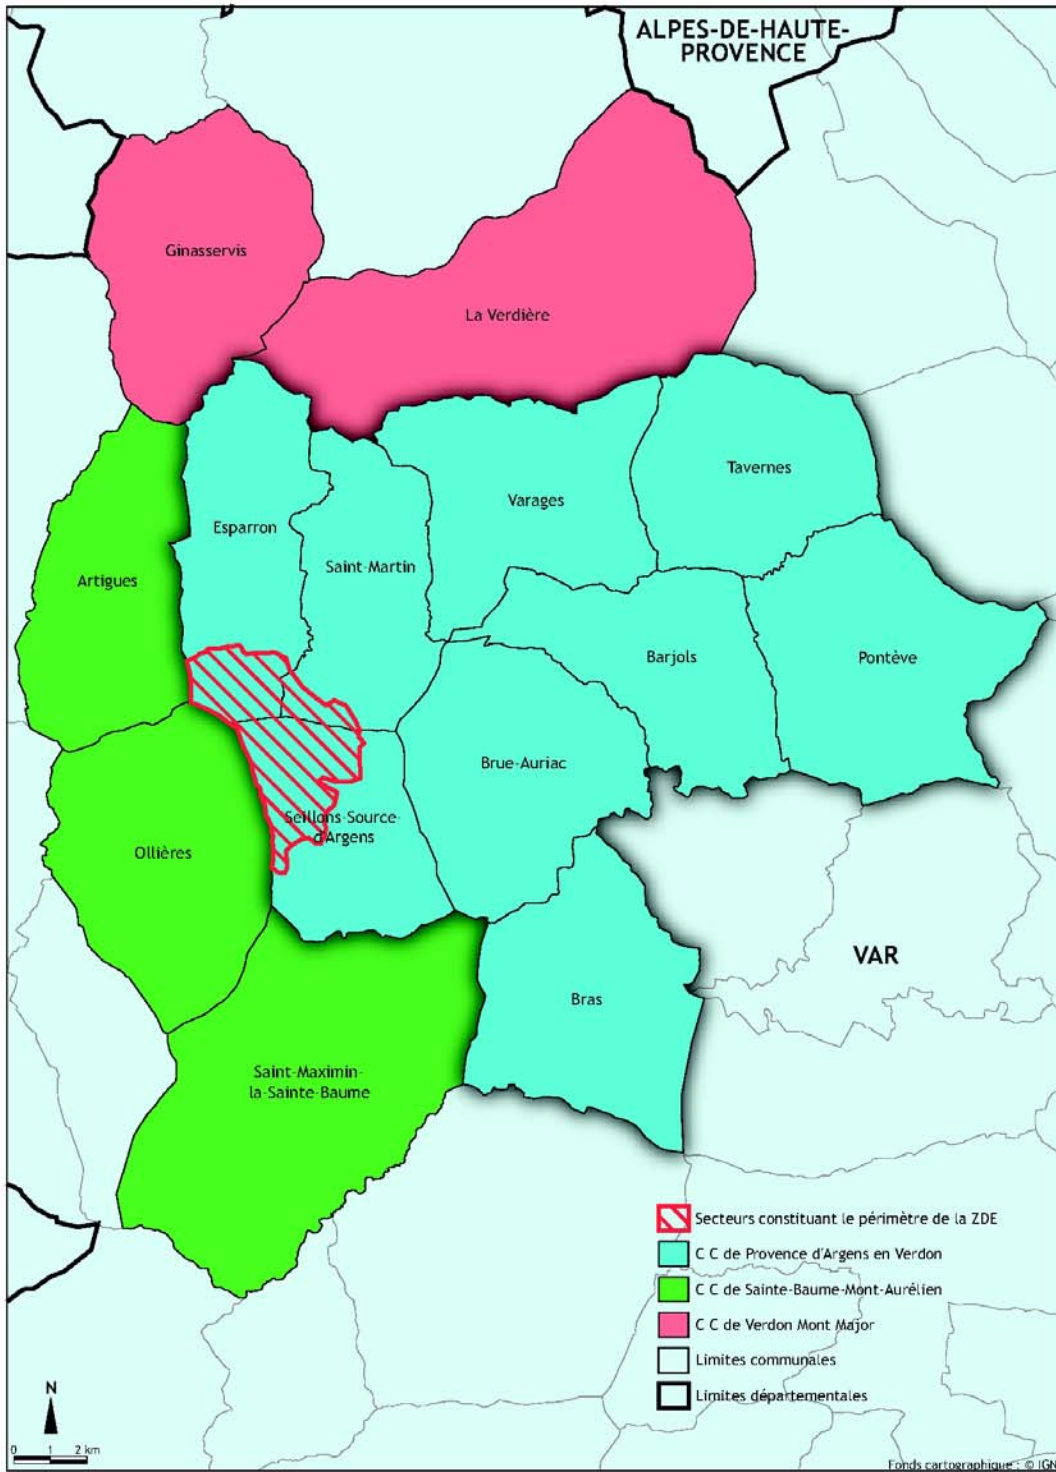 ALPES-DE-HAUTE-
PROVENCE
Ginasservis
La Verdière
Tavernes
Varages
Esparron
Saint-Martin
Artigues
Barjols
Pontève
Brue-Auriac
Seillons-Source-
d'Argens
Ollières
VAR
Bras
Saint-Maximin-
la-Sainte-Baume
Secteurs constituant le périmètre de la ZDE
C C de Provence d'Argens en Verdon
C C de Sainte-Baume-Mont-Aurélien
C C de Verdon Mont Major
Limites communales
Limites départementales
N
0 1 2 km
Fonds cartographique : © IGN